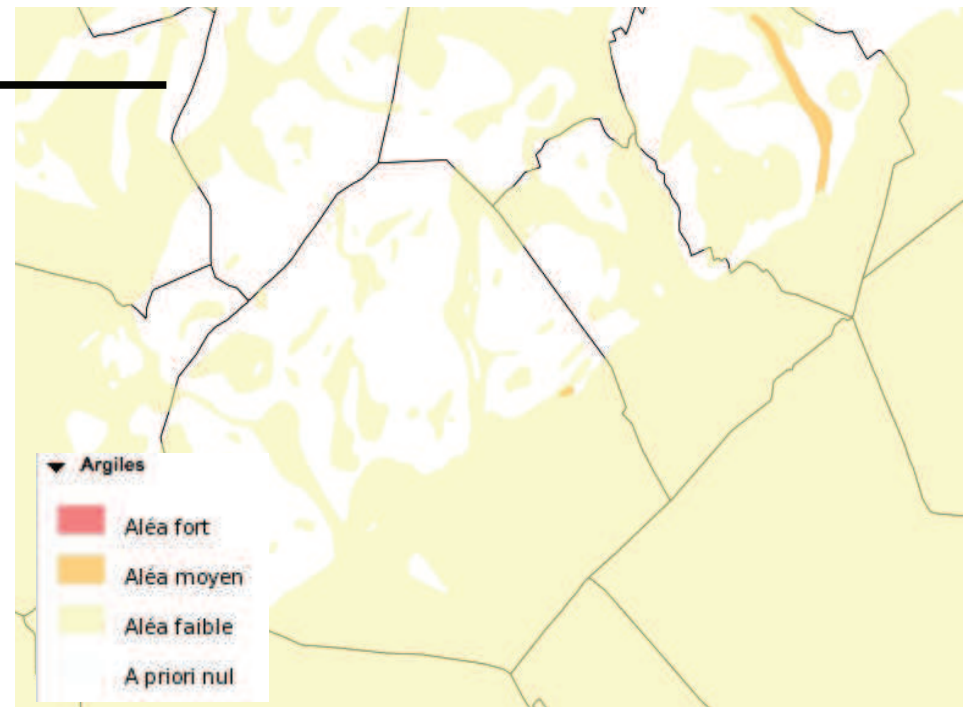 Argiles
Aléa fort
Aléa moyen
Aléa faible
A priori nul